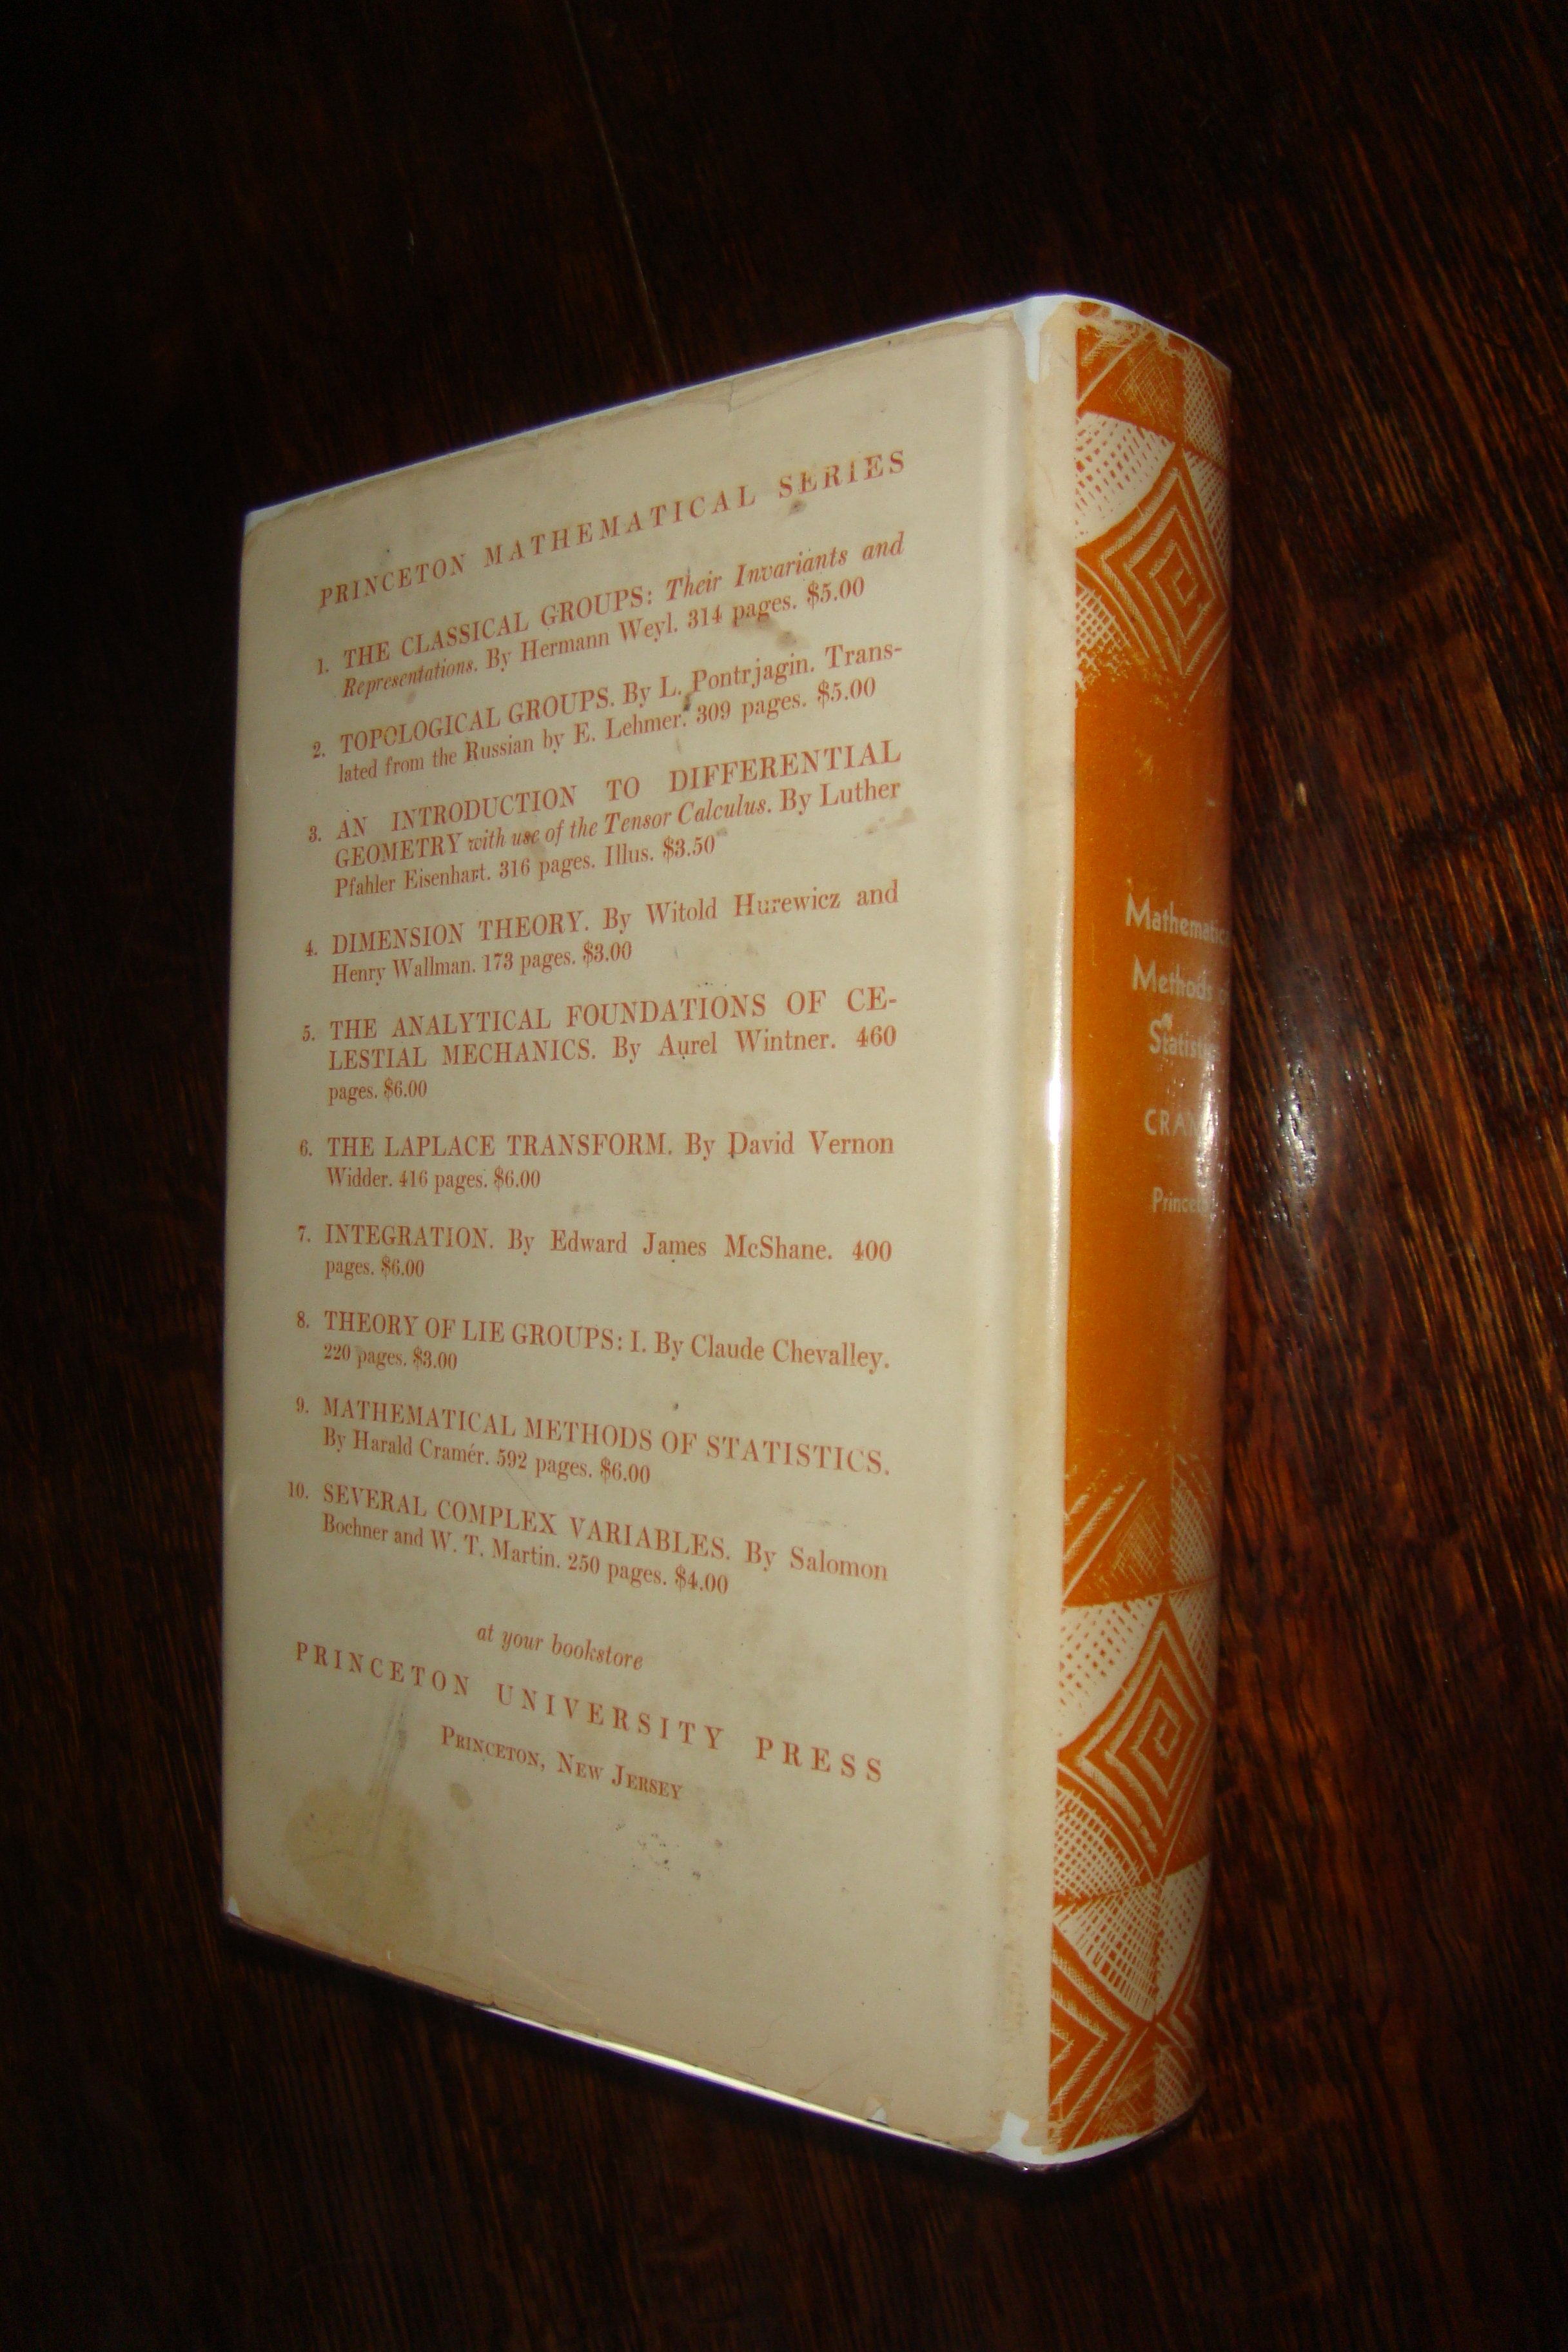 PRINCETON MATHEMATICAL SERIES
1. THE CLASSICAL GROUPS: Their Invariants and
Representations. By Hermann Weyl. 314 pages. $5.00
2. TOPOLOGICAL GROUPS. By L. Pontrjagin. Trans-
lated from the Russian by E. Lehmer. 309 pages. $5.00
3. AN INTRODUCTION TO DIFFERENTIAL
GEOMETRY with use of the Tensor Calculus. By Luther
Pfahler Eisenhart. 316 pages. Illus. $3.50
4. DIMENSION THEORY. By Witold Hurewicz and
Henry Wallman. 173 pages. $3.00
5. THE ANALYTICAL FOUNDATIONS OF CE-
LESTIAL MECHANICS. By Aurel Wintner. 460
pages. $6.00
6. THE LAPLACE TRANSFORM. By David Vernon
Widder. 416 pages. $6.00
7. INTEGRATION. By Edward James McShane. 400
pages. $6.00
8. THEORY OF LIE GROUPS: I. By Claude Chevalley.
220 pages. $3.00
9. MATHEMATICAL METHODS OF STATISTICS.
By Harald Cramér. 592 pages. $6.00
10. SEVERAL COMPLEX VARIABLES. By Salomon
Bochner and W. T. Martin. 250 pages. $4.00
at your bookstore
PRINCETON UNIVERSITY PRESS
PRINCETON, NEW JERSEY
Mathematic
Methods
Statist
CRAM
Princet